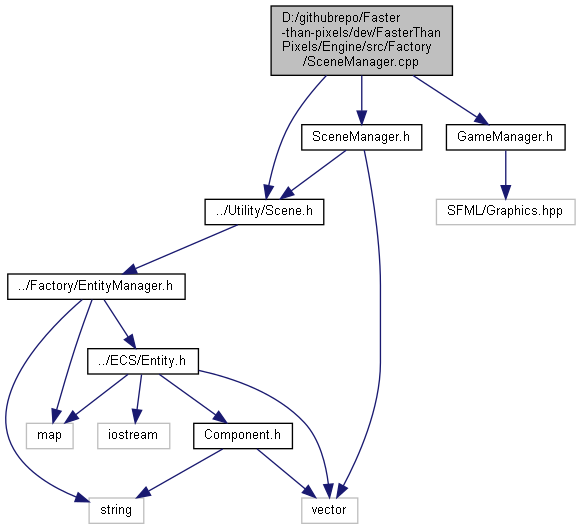 D:/githubrepo/Faster
-than-pixels/dev/FasterThan
Pixels/Engine/src/Factory
/SceneManager.cpp
SceneManager.h
GameManager.h
../Utility/Scene.h
SFML/Graphics.hpp
../Factory/EntityManager.h
../ECS/Entity.h
map
iostream
Component.h
string
vector